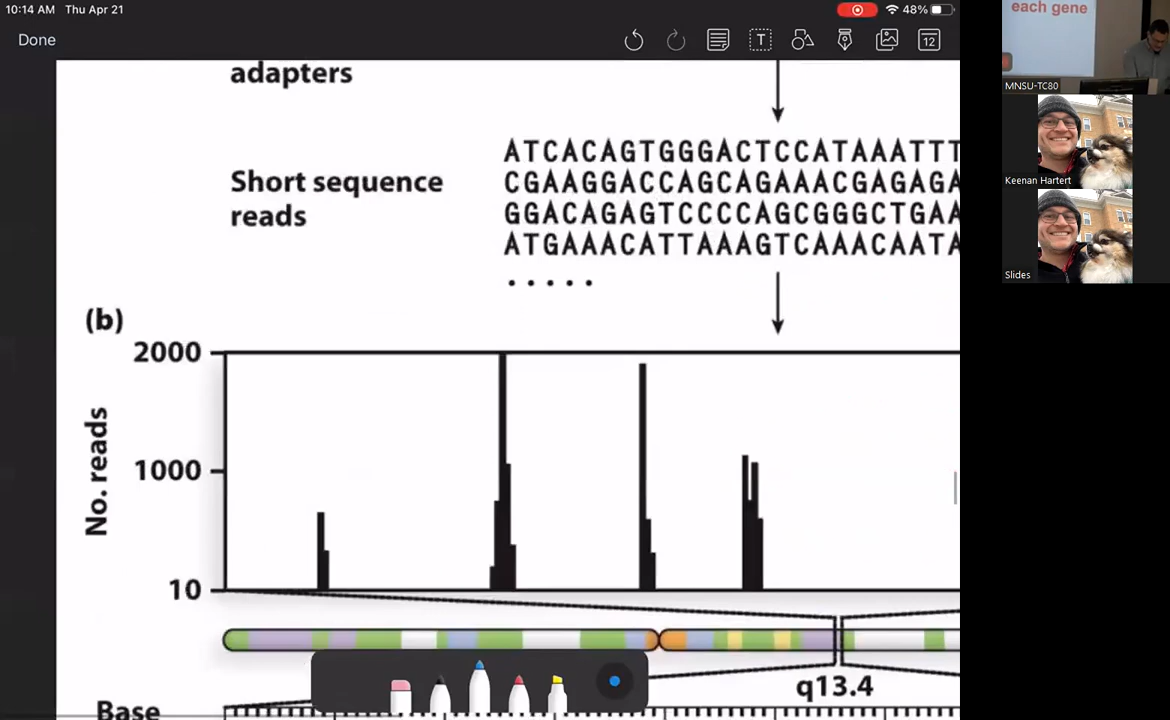 10:14 AM Thu Apr 21
48%
Done
T
12
each gene
MNSU-TC80
Keenan Hartert
Slides
adapters
Short sequence
reads
ATCACAGTGGGACTCCATAAATTT
CGAAGGACCAGCAGAAACGAGAGA
GGACAGAGTCCCCAGCGGGCTGAA
ATGAAACATTAAAGTCAAACAATA
.....
(b)
No. reads
2000
1000
10
q13.4
Base